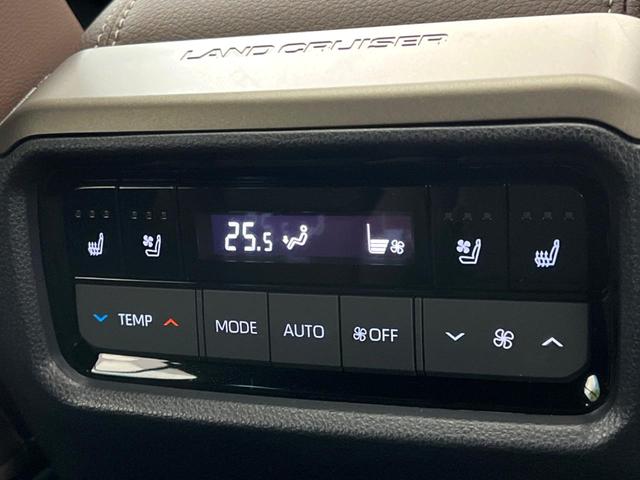 LAND CRUISER
25.5
TEMP MODE AUTO OFF